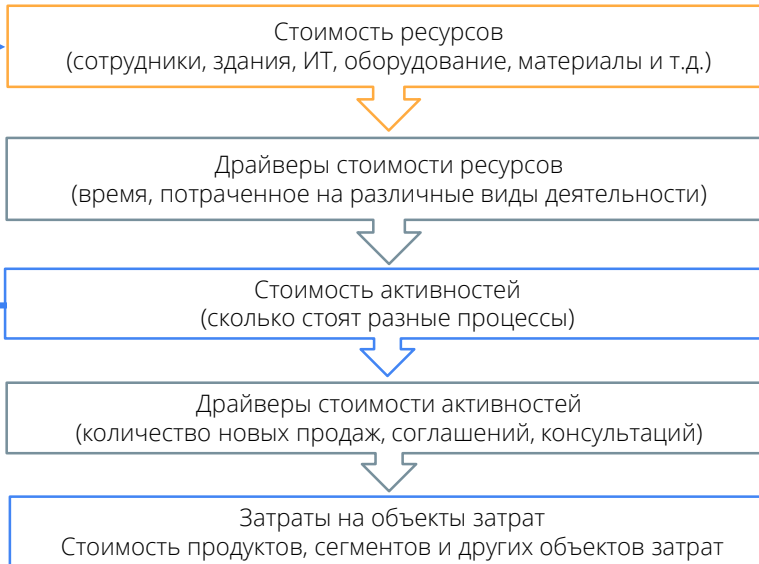 Стоимость ресурсов
(сотрудники, здания, ИТ, оборудование, материалы и т.д.)
Драйверы стоимости ресурсов
(время, потраченное на различные виды деятельности)
Стоимость активностей
(сколько стоят разные процессы)
Драйверы стоимости активностей
(количество новых продаж, соглашений, консультаций)
Затраты на объекты затрат
Стоимость продуктов, сегментов и других объектов затрат